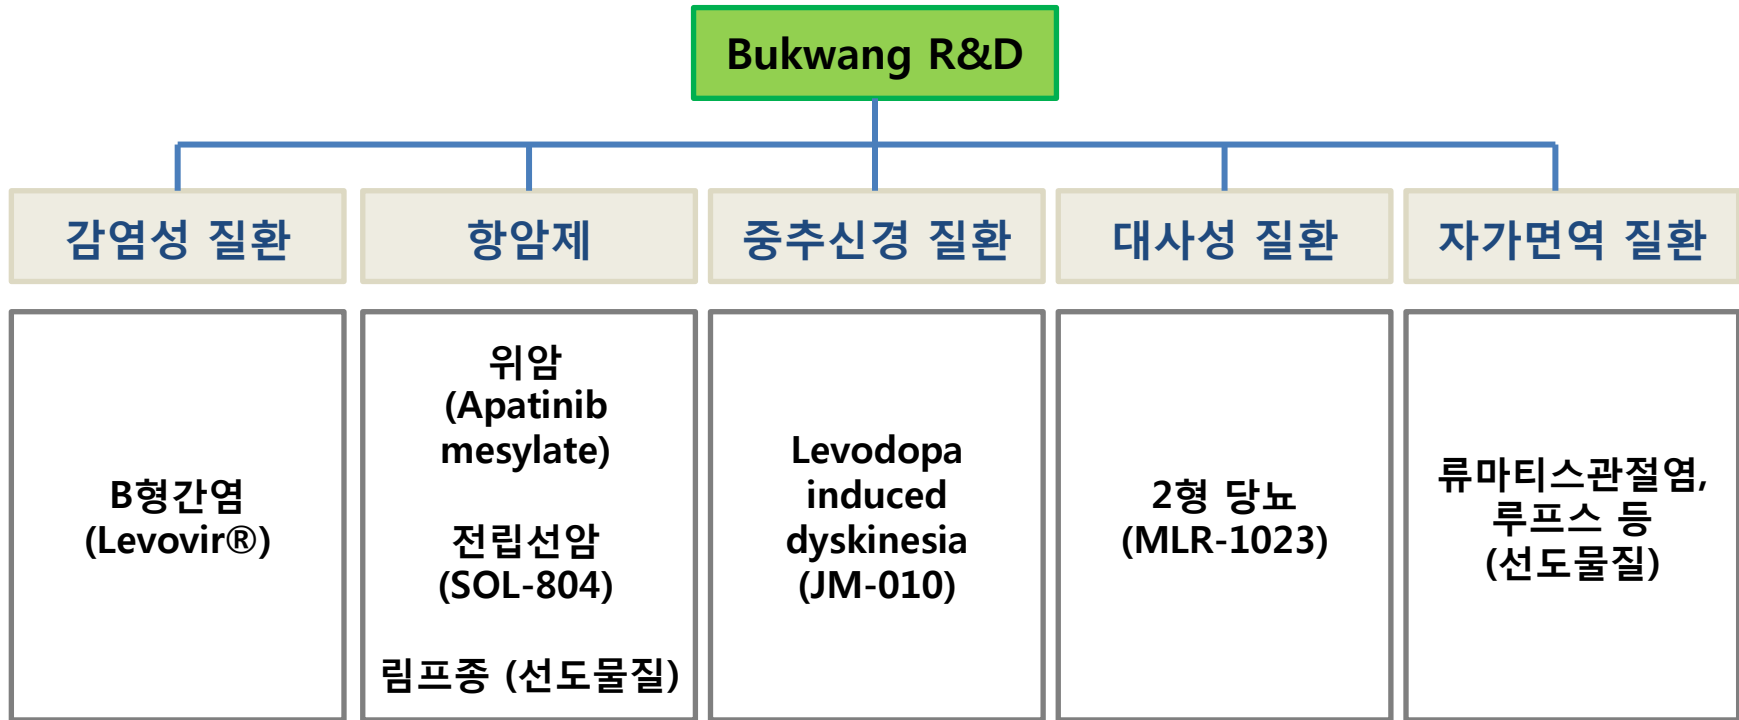 Bukwang R&D
감염성 질환
항암제
중추신경 질환
대사성 질환
자가면역 질환
B형간염
(Levovir®)
위암
(Apatinib
mesylate)
전립선암
(SOL-804)
림프종 (선도물질)
Levodopa
induced
dyskinesia
(JM-010)
2형 당뇨
(MLR-1023)
류마티스관절염,
루프스 등
(선도물질)